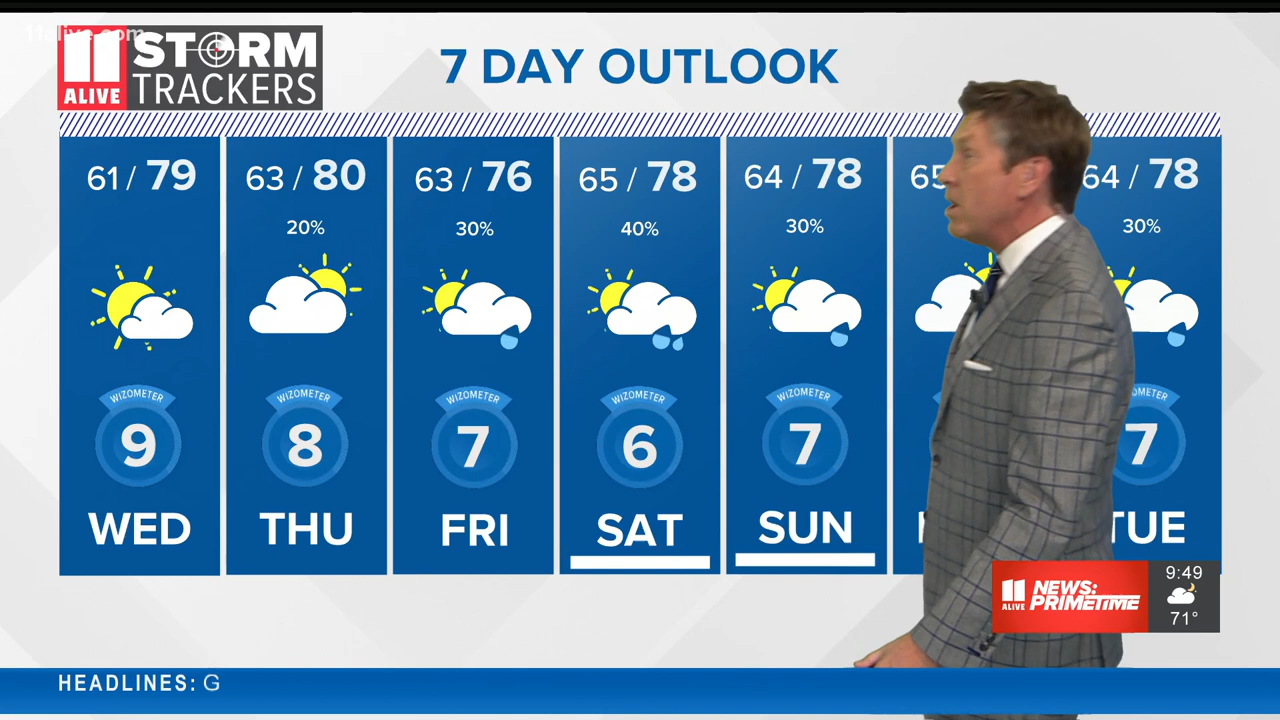 11alive.com
11 ALIVE
STORM
TRACKERS
7 DAY OUTLOOK
61 / 79
63 / 80
63 / 76
65 / 78
64 / 78
65
64 / 78
20%
30%
40%
30%
30%
WIZOMETER
WIZOMETER
WIZOMETER
WIZOMETER
WIZOMETER
9
8
7
6
7
7
WED
THU
FRI
SAT
SUN
TUE
11 ALIVE
NEWS:
PRIMETIME
9:49
71°
HEADLINES: G